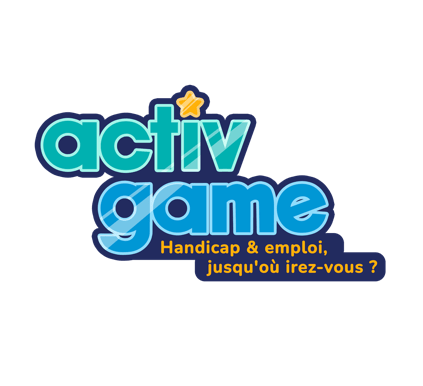 activ
game
Handicap & emploi,
jusqu'où irez-vous ?